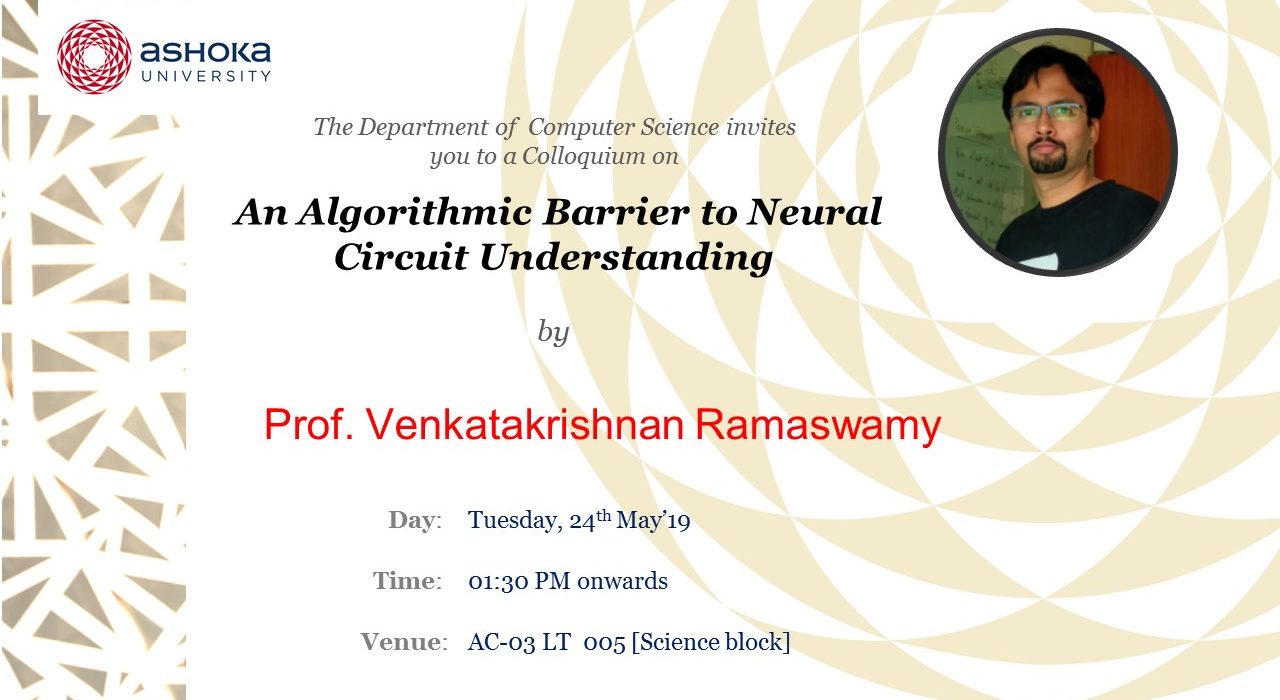 ASHOKA
UNIVERSITY
The Department of Computer Science invites
you to a Colloquium on
An Algorithmic Barrier to Neural
Circuit Understanding
by
Prof. Venkatakrishnan Ramaswamy
Day: Tuesday, 24th May’19
Time: 01:30 PM onwards
Venue: AC-03 LT 005 [Science block]